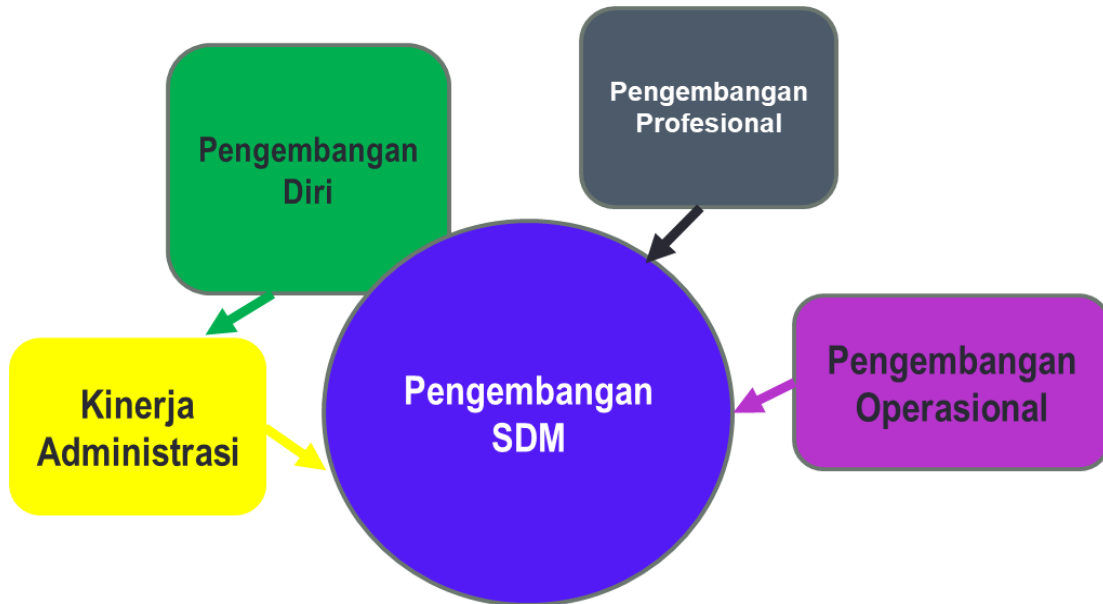 Pengembangan
Diri
Pengembangan
Profesional
Kinerja
Administrasi
Pengembangan
SDM
Pengembangan
Operasional